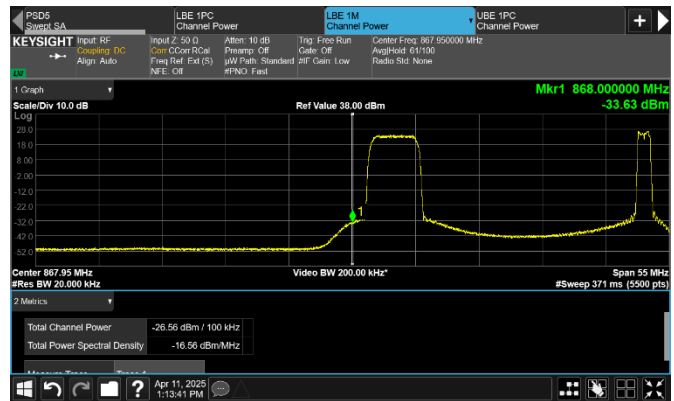 PSD5
Swept SA
LBE 1PC
Channel Power
LBE 1M
Channel Power
UBE 1PC
Channel Power
KEYSIGHT
Input: RF
Coupling: DC
Align: Auto
Input Z: 50 Ω
Corr CCorr RCal
Freq Ref: Ext (S)
NFE: Off
Atten: 10 dB
Preamp: Off
µW Path: Standard
#PNO: Fast
Trig: Free Run
Gate: Off
#IF Gain: Low
Center Freq: 867.950000 MHz
Avg|Hold: 61/100
Radio Std: None
LXI
1 Graph
Scale/Div 10.0 dB
Ref Value 38.00 dBm
Mkr1 868.000000 MHz
-33.63 dBm
Log
28.0
18.0
8.00
-2.00
-12.0
-22.0
-32.0
-42.0
-52.0
1
Center 867.95 MHz
#Res BW 20.000 kHz
Video BW 200.00 kHz*
Span 55 MHz
#Sweep 371 ms (5500 pts)
2 Metrics
Total Channel Power -26.56 dBm / 100 kHz
Total Power Spectral Density -16.56 dBm/MHz
Measure Trace Trace 1
Apr 11, 2025
1:13:41 PM